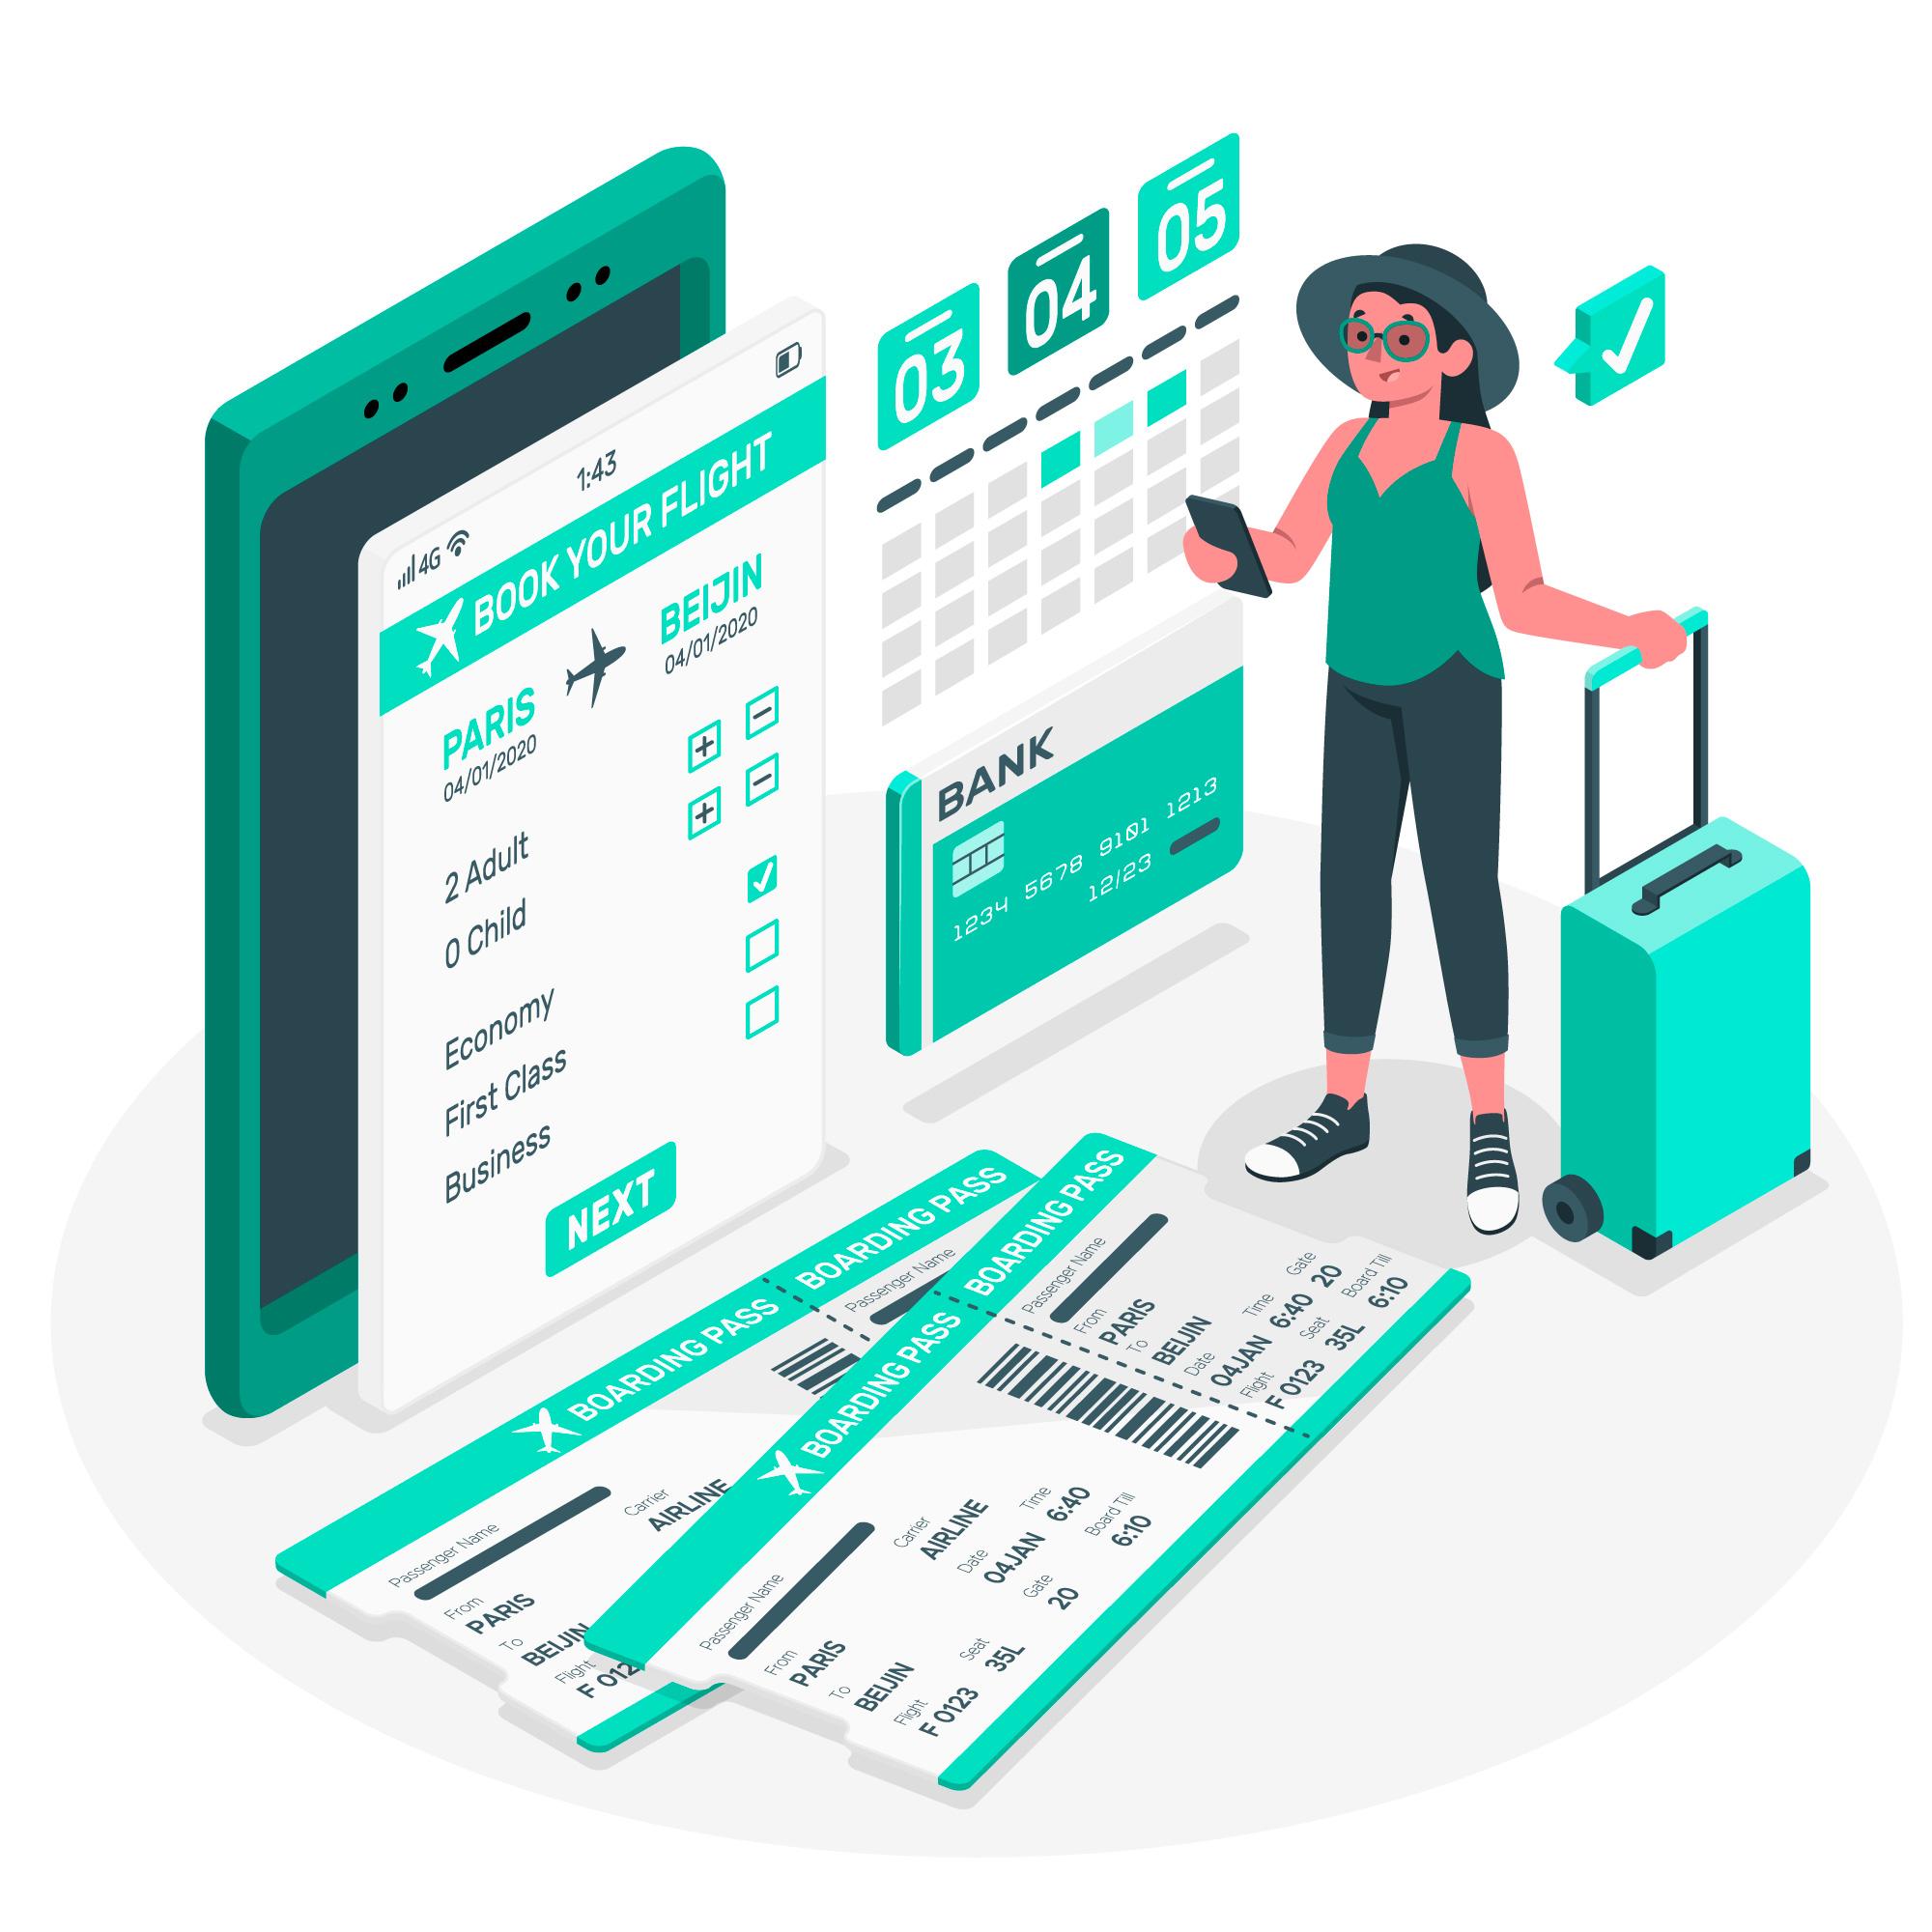 1:43
4G
BOOK YOUR FLIGHT
PARIS
04/01/2020
BEIJIN
04/01/2020
2 Adult
0 Child
Economy
First Class
Business
NEXT
03
04
05
BANK
1234 5678 9101 1213
12/23
BOARDING PASS
BOARDING PASS
Passenger Name
Passenger Name
Carrier
AIRLINE
From
PARIS
To
BEIJIN
Flight
F 012
BOARDING PASS
BOARDING PASS
Passenger Name
From
PARIS
To
BEIJIN
Date
04JAN
Time
6:40
Gate
20
Flight
F 0123
Seat
35L
Board Till
6:10
Passenger Name
Carrier
AIRLINE
From
PARIS
To
BEIJIN
Date
04JAN
Time
6:40
Flight
F 0123
Seat
35L
Gate
20
Board Till
6:10